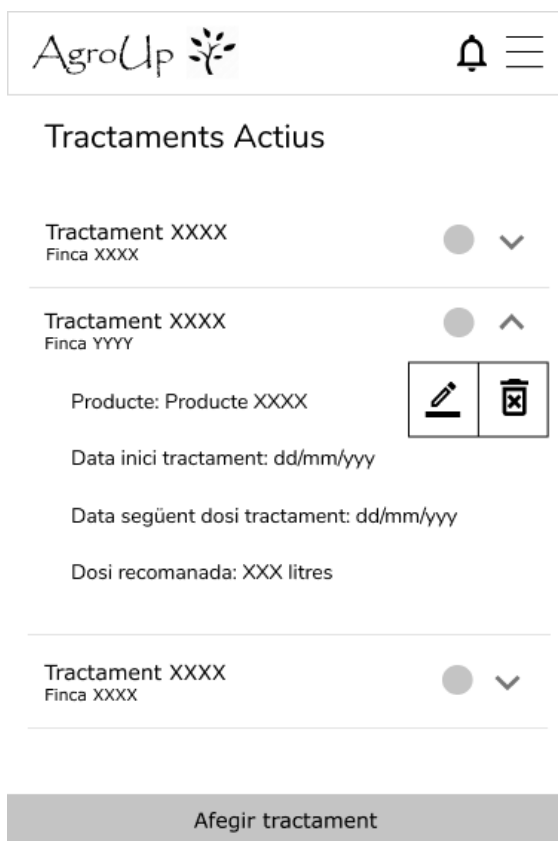 AgroUp
Tractaments Actius
Tractament XXXX
Finca XXXX
Tractament XXXX
Finca YYYY
Producte: Producte XXXX
Data inici tractament: dd/mm/yyy
Data següent dosi tractament: dd/mm/yyy
Dosi recomanada: XXX litres
Tractament XXXX
Finca XXXX
Afegir tractament